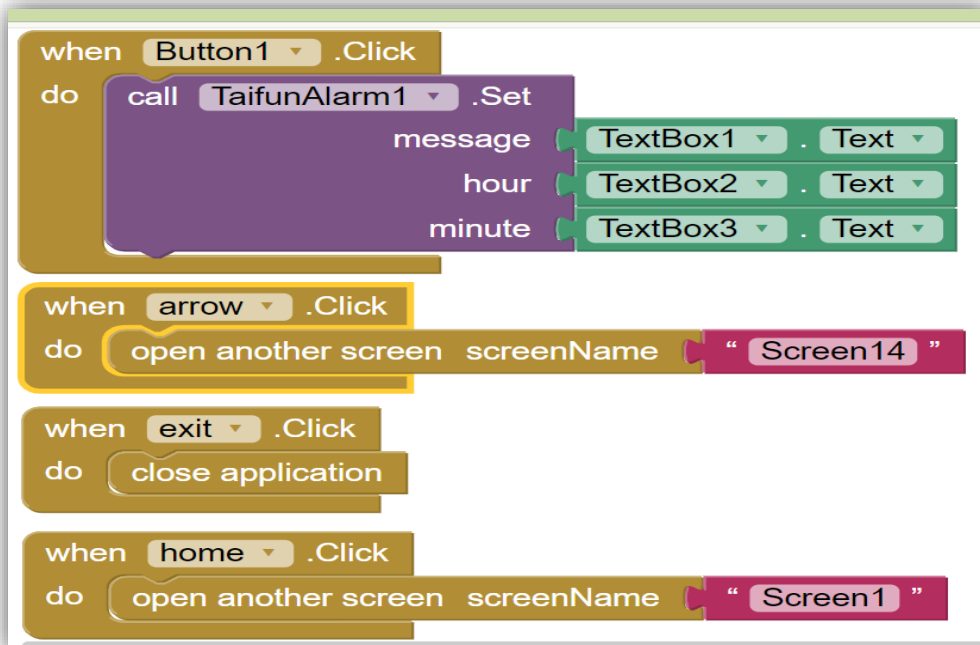 when Button1 .Click
do call TaifunAlarm1 .Set
message TextBox1 . Text
hour TextBox2 . Text
minute TextBox3 . Text
when arrow .Click
do open another screen screenName “ Screen14 ”
when exit .Click
do close application
when home .Click
do open another screen screenName “ Screen1 ”